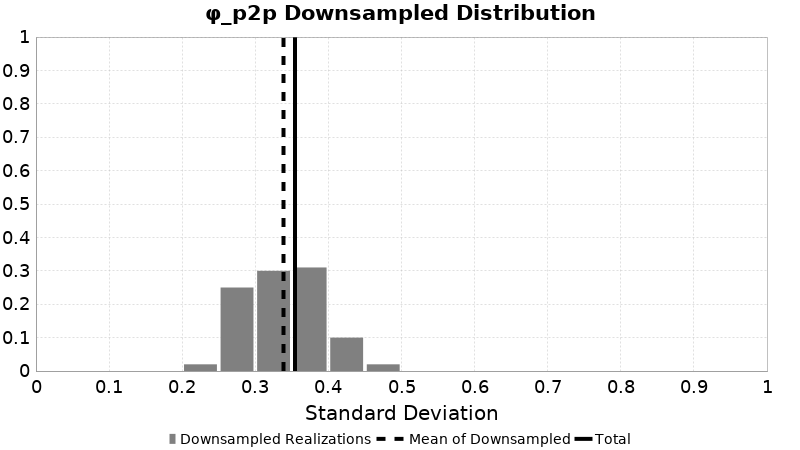 φ_p2p Downsampled Distribution
1
0.9
0.8
0.7
0.6
0.5
0.4
0.3
0.2
0.1
0
0 0.1 0.2 0.3 0.4 0.5 0.6 0.7 0.8 0.9 1
Standard Deviation
Downsampled Realizations Mean of Downsampled Total